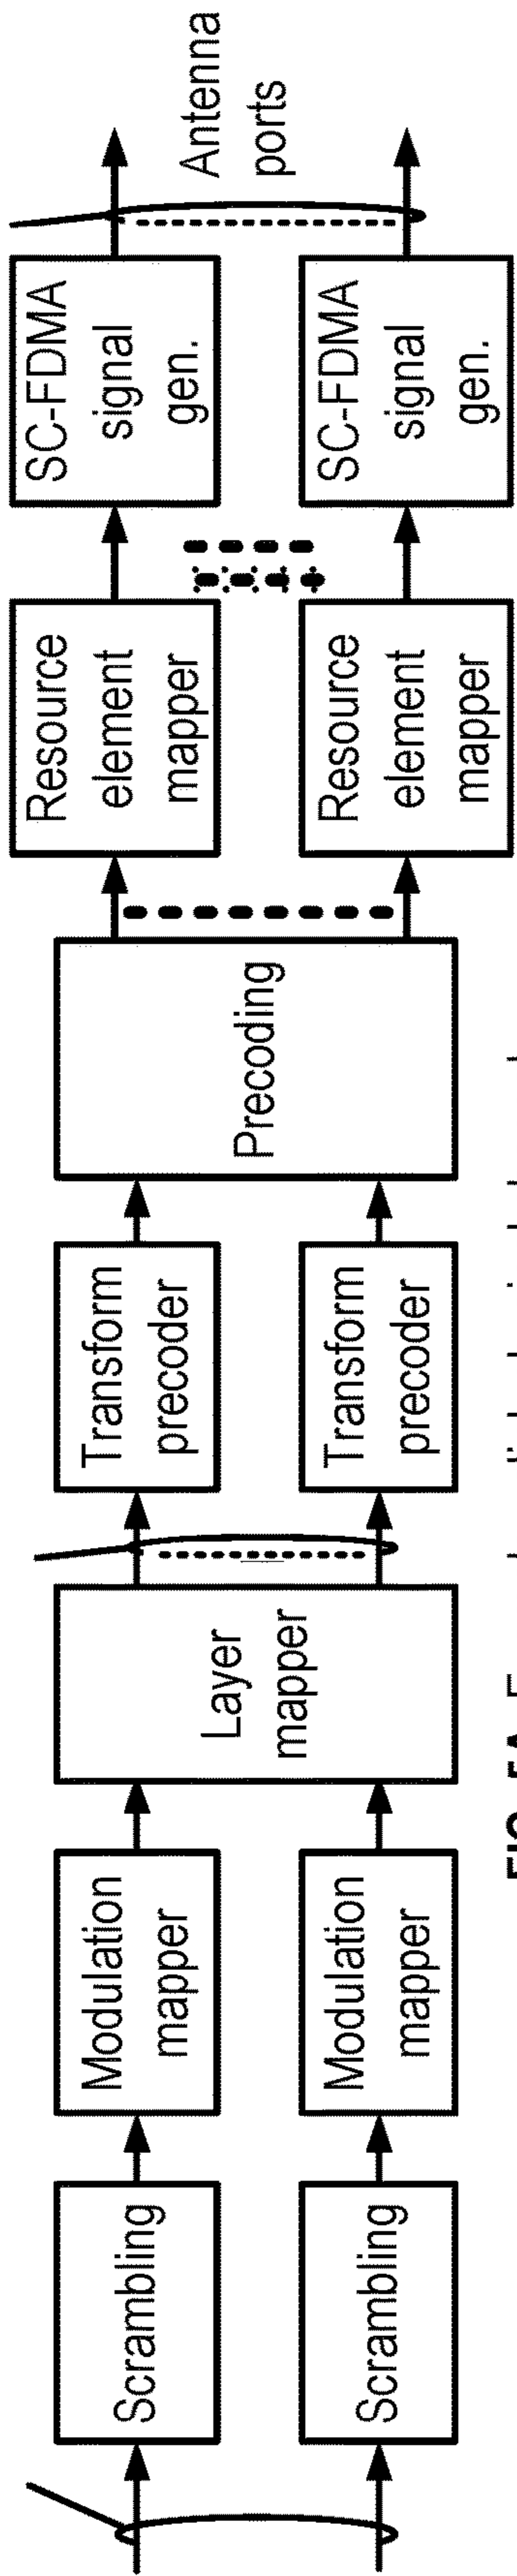 Scrambling
Scrambling
Modulation
mapper
Modulation
mapper
Layer
mapper
Transform
precoder
Transform
precoder
Precoding
Resource
element
mapper
Resource
element
mapper
SC-FDMA
signal
gen.
SC-FDMA
signal
gen.
Antenna
ports